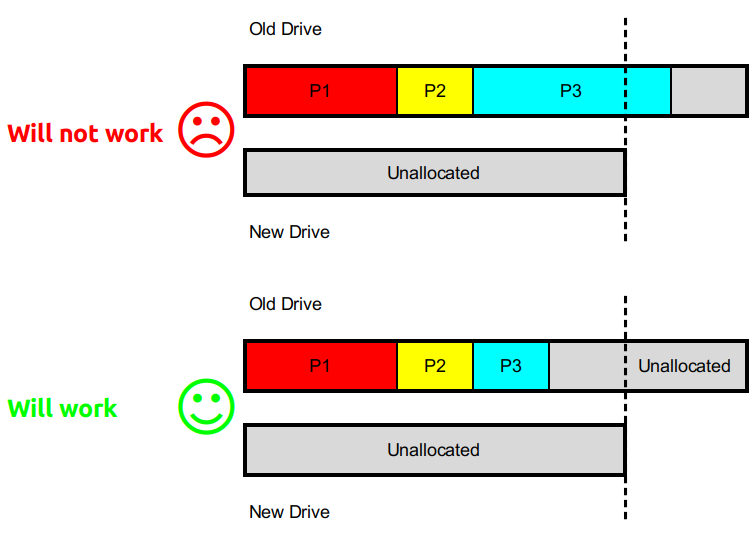 Old Drive
P1 P2 P3
Will not work
Unallocated
New Drive
Old Drive
P1 P2 P3 Unallocated
Will work
Unallocated
New Drive